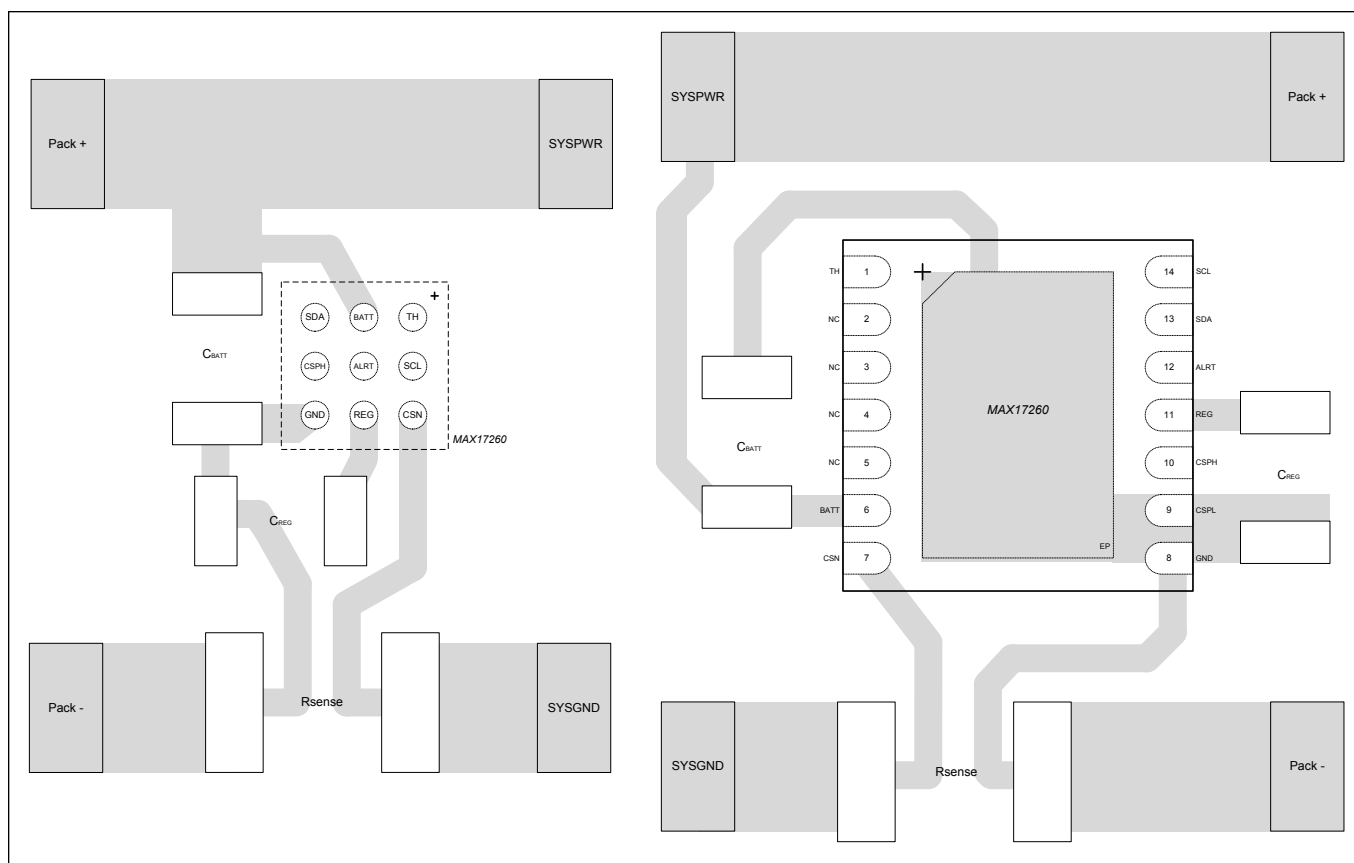 Pack +
SYSPWR
SDA
BATT
TH
CSPH
ALRT
SCL
GND
REG
CSN
+
MAX17260
CBATT
CREG
Pack -
Rsense
SYSGND
SYSPWR
Pack +
+
TH 1
NC 2
NC 3
NC 4
NC 5
BATT 6
CSN 7
MAX17260
EP
14 SCL
13 SDA
12 ALRT
11 REG
10 CSPH
9 CSPL
8 GND
CBATT
CREG
SYSGND
Rsense
Pack -